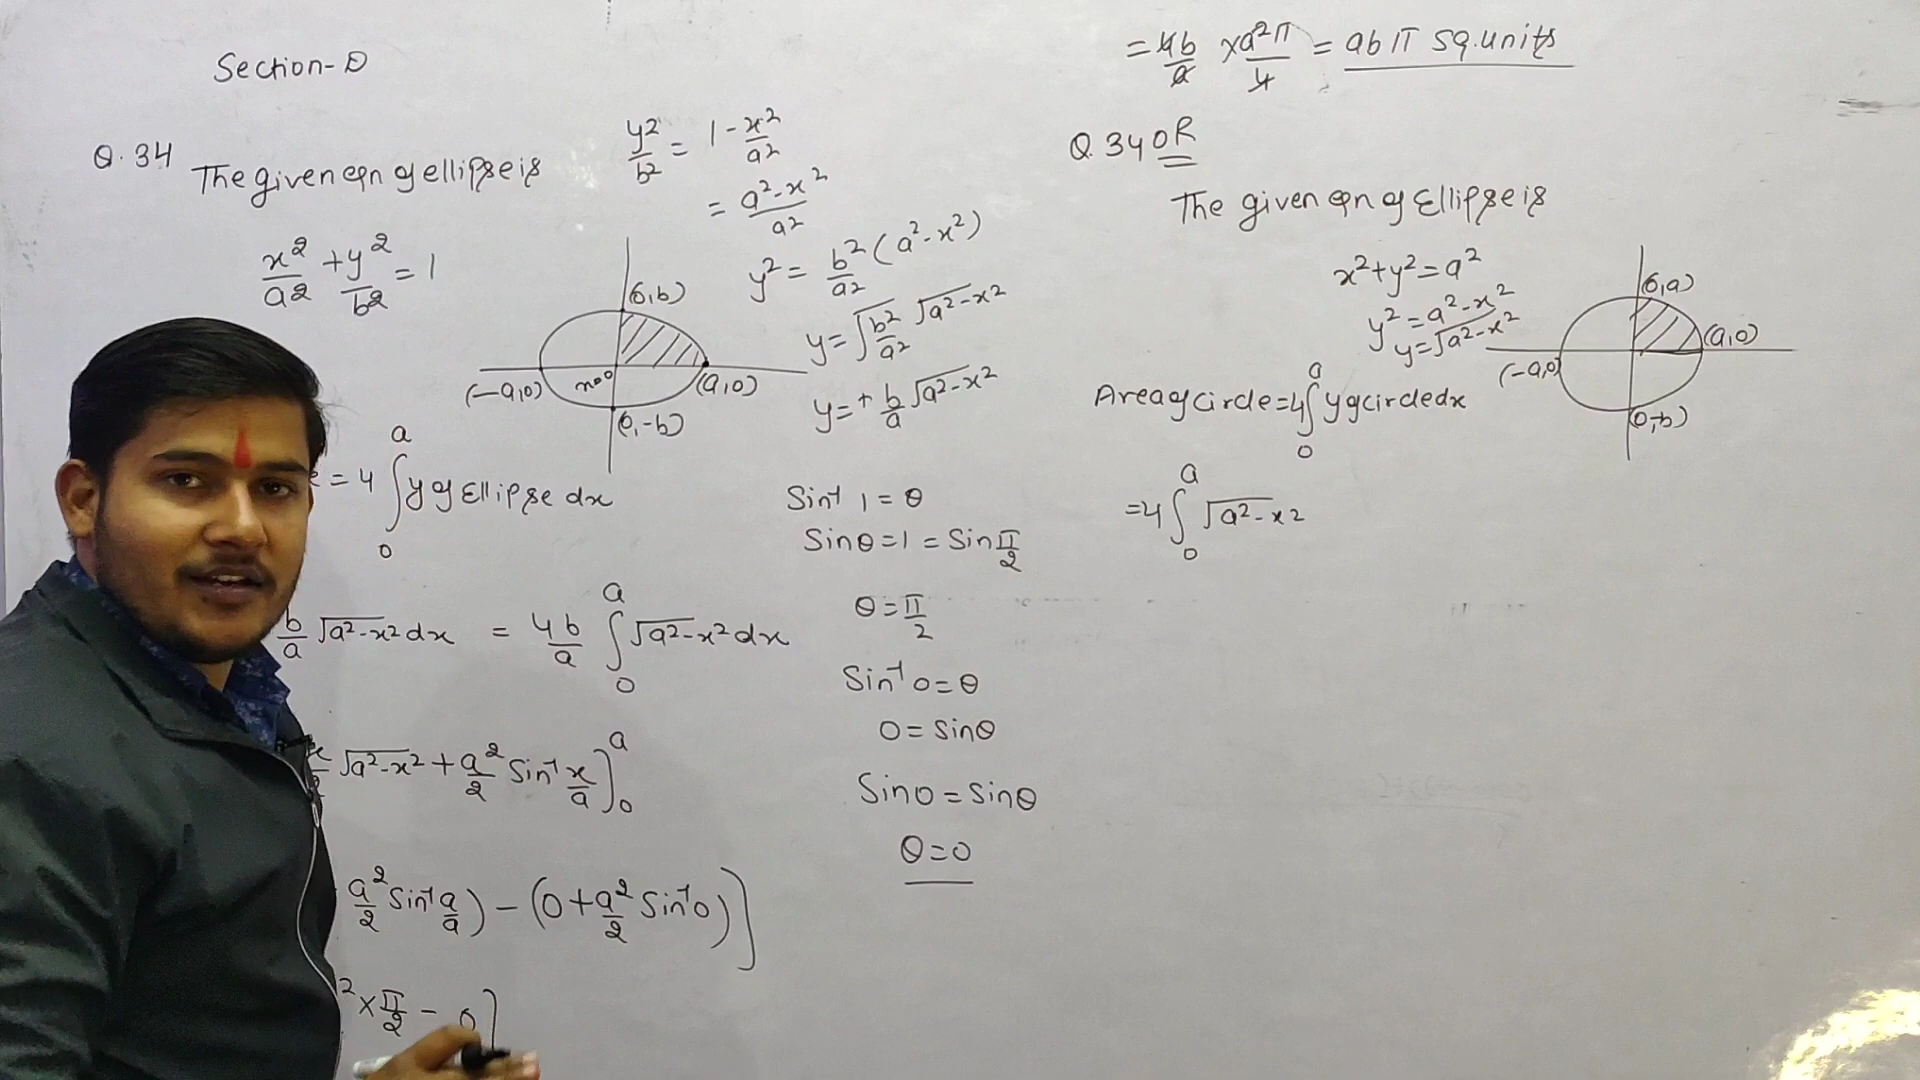 Section-D
Q.34 The given eqn of ellipse is
x²/a² + y²/b² = 1
y²/b² = 1 - x²/a²
= a²-x²/a²
y² = b²/a² (a²-x²)
y = √b²/a² √a²-x²
y = + b/a √a²-x²
(0,b)
(-a,0)
x=0
(a,0)
(0,-b)
= 4 ∫₀ᵃ y of Ellipse dx
b/a √a²-x² dx = 4b/a ∫₀ᵃ √a²-x² dx
√a²-x² + a²/2 Sin⁻¹ x/a]₀ᵃ
a²/2 Sin⁻¹ a/a) - (0 + a²/2 Sin⁻¹ 0)]
² × π/2 - 0]
Sin⁻¹ 1 = θ
Sinθ = 1 = Sin π/2
θ = π/2
Sin⁻¹ 0 = θ
0 = Sinθ
Sin0 = Sinθ
θ = 0
= 4b/a × a²π/4 = abπ sq.units
Q.34 OR
The given eqn of Ellipse is
x²+y² = a²
y² = a²-x²
y = √a²-x²
(0,a)
(a,0)
(-a,0)
(0,-b)
Area of Circle = 4 ∫₀ᵃ y of circle dx
= 4 ∫₀ᵃ √a²-x²